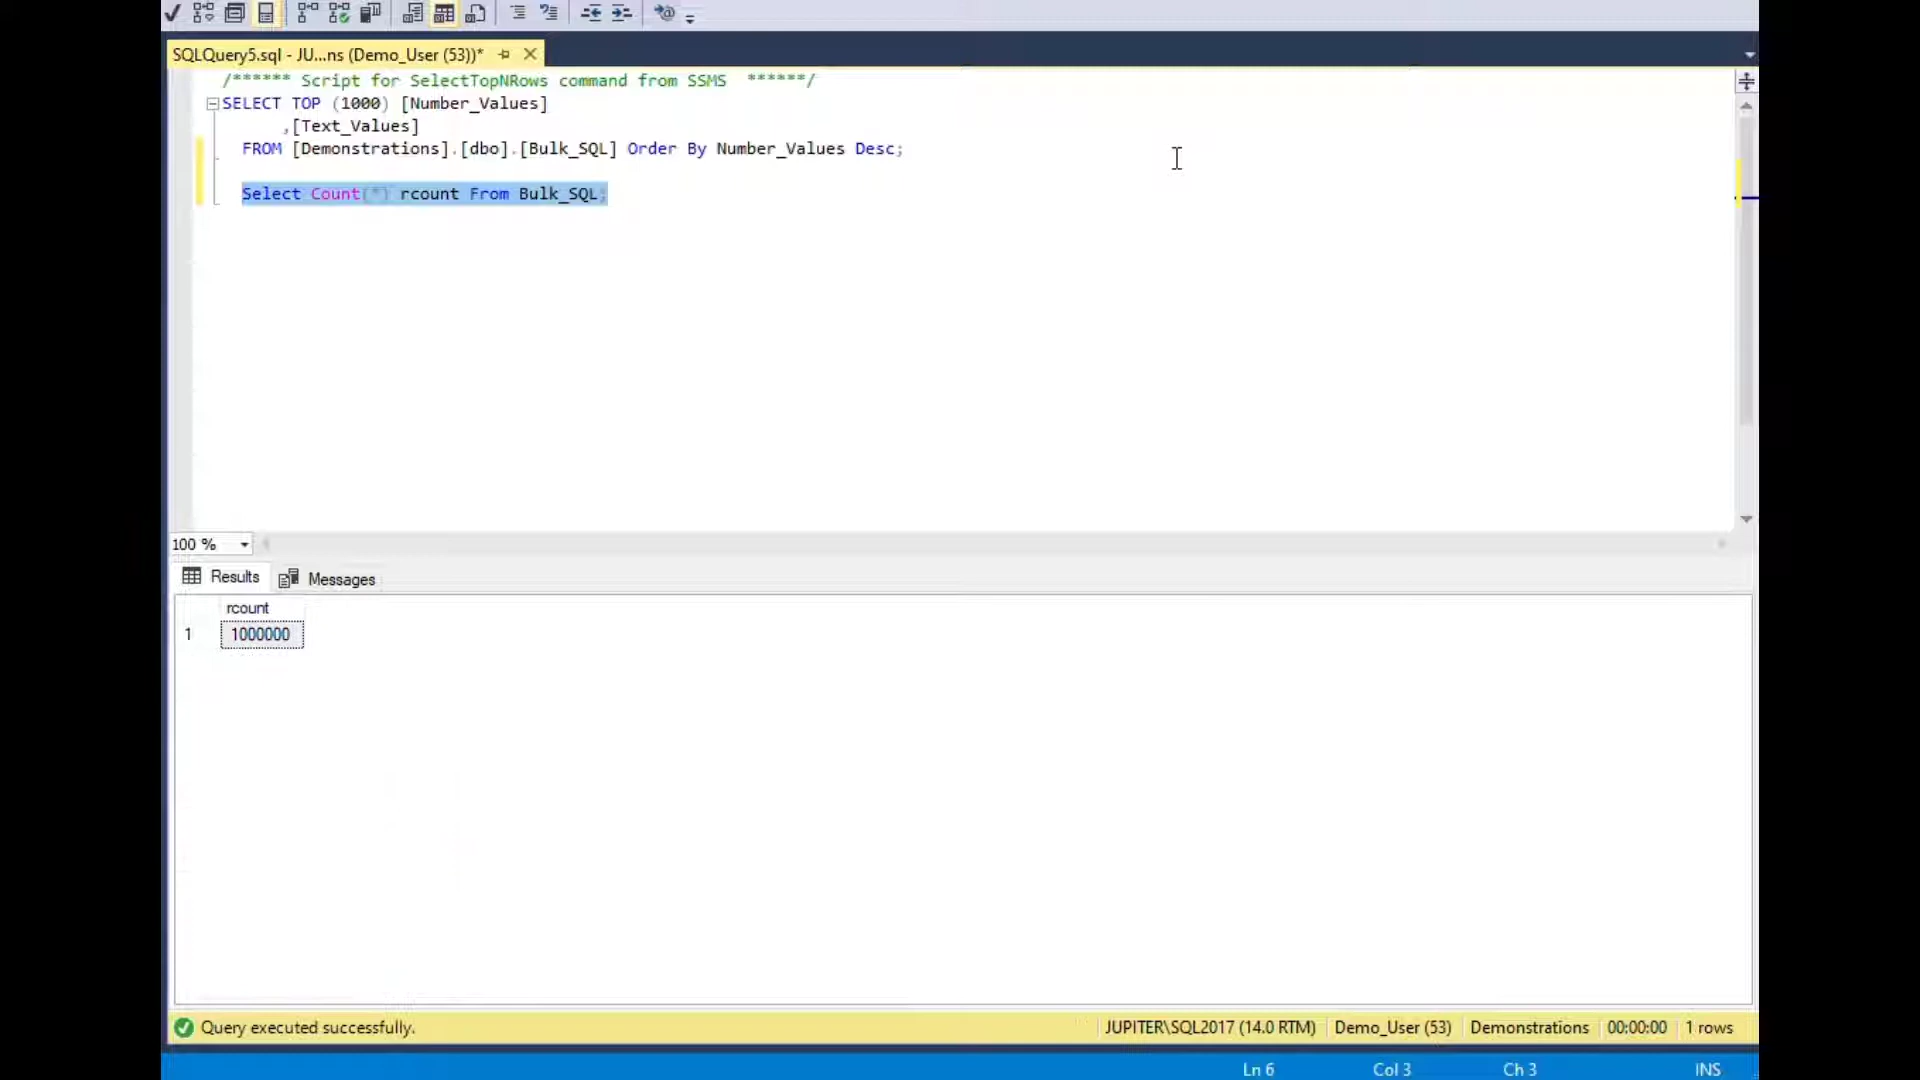 SQLQuery5.sql - JU...ns (Demo_User (53))*
/****** Script for SelectTopNRows command from SSMS ******/
SELECT TOP (1000) [Number_Values]
,[Text_Values]
FROM [Demonstrations].[dbo].[Bulk_SQL] Order By Number_Values Desc;
Select Count(*) rcount From Bulk_SQL;
100 %
Results Messages
rcount
1 1000000
Query executed successfully. JUPITER\SQL2017 (14.0 RTM) Demo_User (53) Demonstrations 00:00:00 1 rows
Ln 6 Col 3 Ch 3 INS